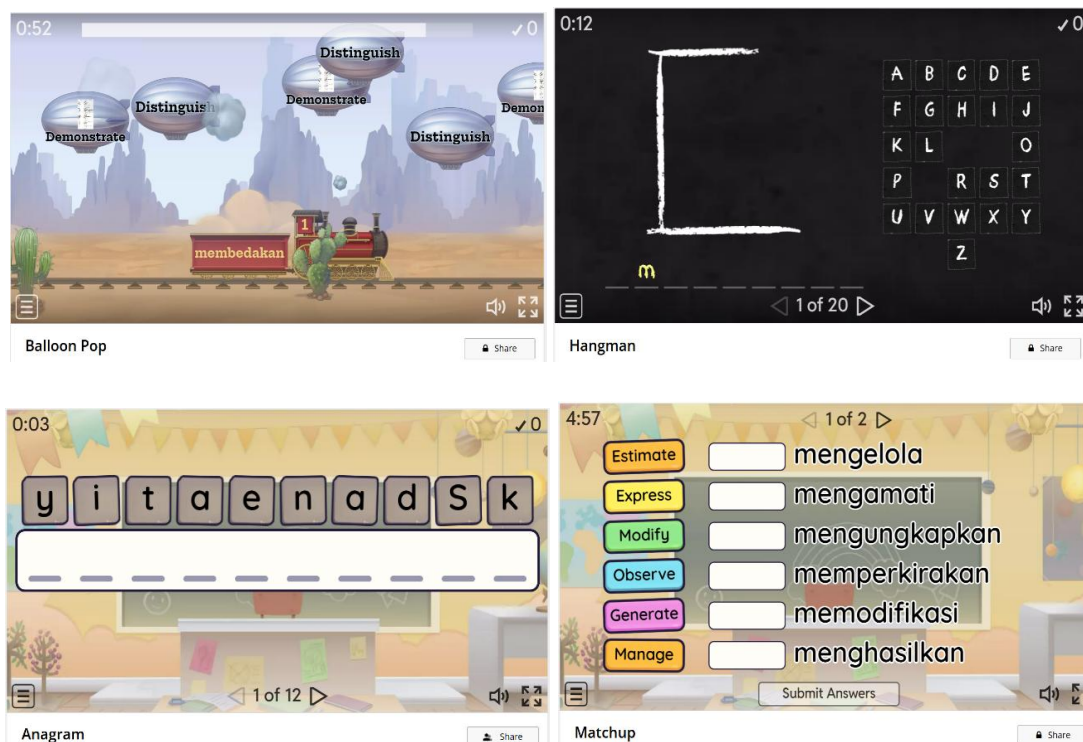 0:52
✓0
Distinguish
Distinguis
Demonstrate
Demonstrate
Demon
Distinguish
1
membedakan
Balloon Pop
Share
0:12
✓0
A B C D E
F G H I J
K L O
P R S T
U V W X Y
Z
m
1 of 20
Hangman
Share
0:03
✓0
y i t a e n a d S k
1 of 12
Anagram
Share
4:57
1 of 2
Estimate mengelola
Express mengamati
Modify mengungkapkan
Observe memperkirakan
Generate memodifikasi
Manage menghasilkan
Submit Answers
Matchup
Share